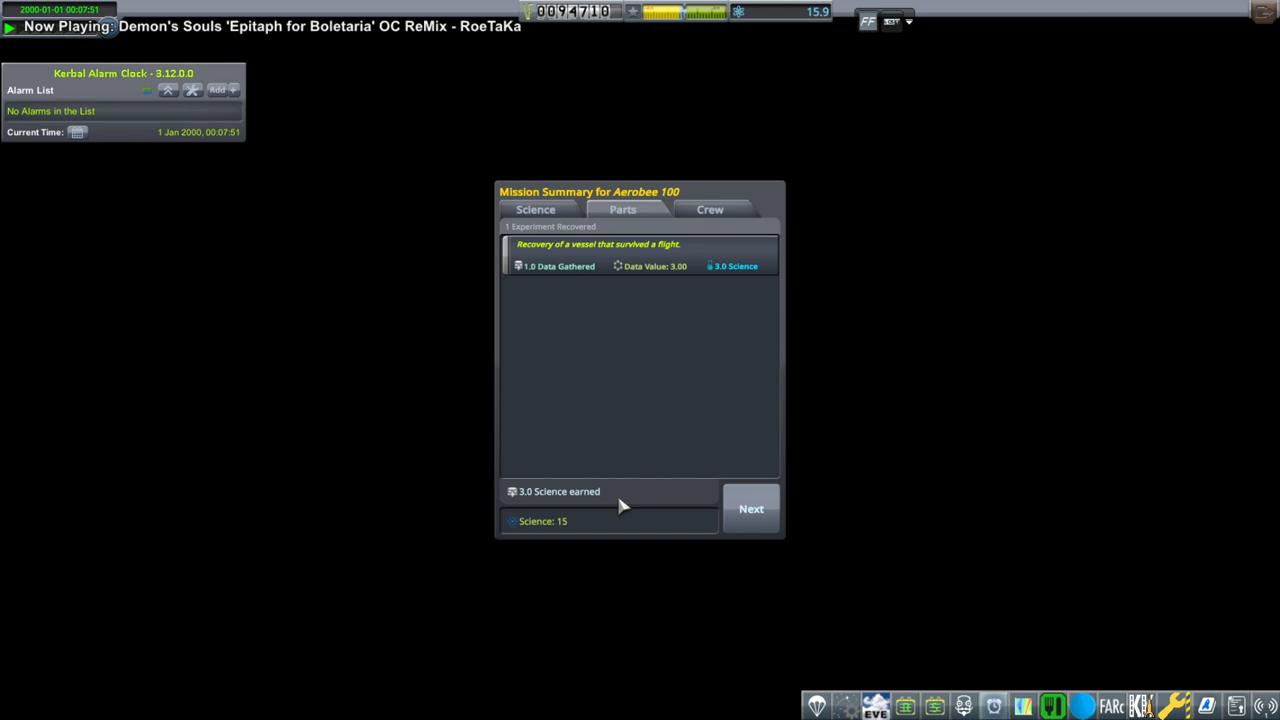 2000-01-01 00:07:51
0094710
15.9
FF
Now Playing: Demon's Souls 'Epitaph for Boletaria' OC ReMix - RoeTaKa
Kerbal Alarm Clock - 3.12.0.0
Alarm List
Add +
No Alarms in the List
Current Time: 1 Jan 2000, 00:07:51
Mission Summary for Aerobee 100
Science Parts Crew
1 Experiment Recovered
Recovery of a vessel that survived a flight.
1.0 Data Gathered Data Value: 3.00 3.0 Science
3.0 Science earned
Next
Science: 15
EVE
FARc